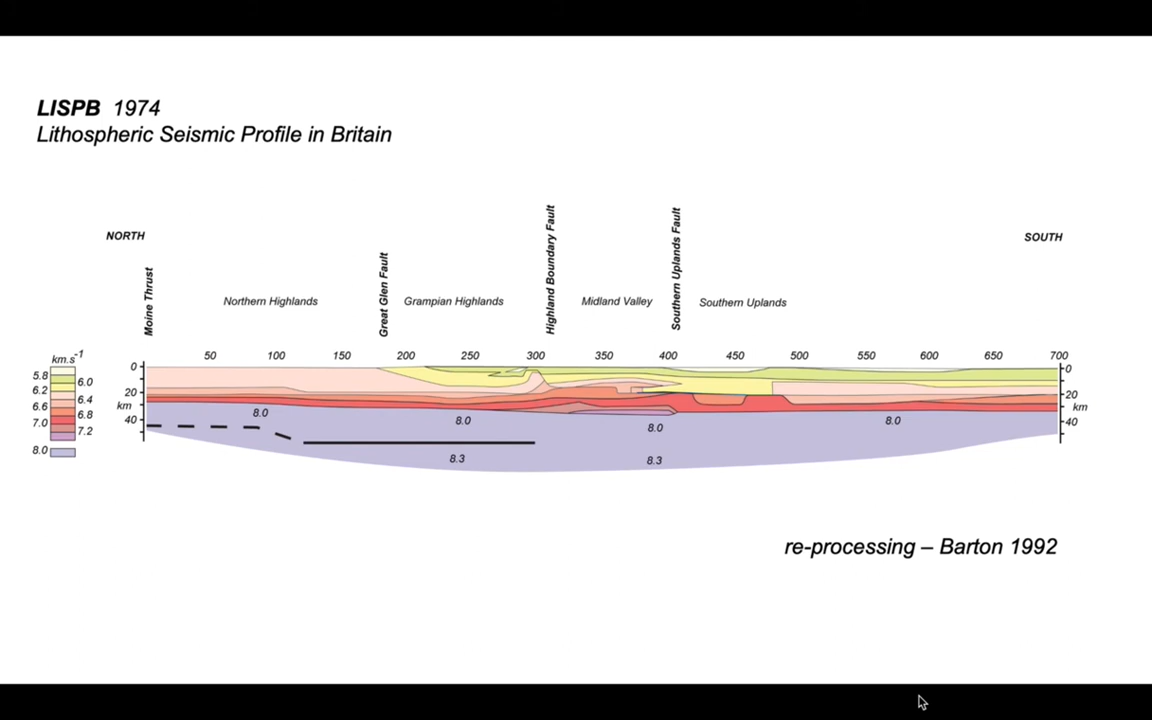 LISPB 1974
Lithospheric Seismic Profile in Britain
NORTH
SOUTH
Moine Thrust
Northern Highlands
Great Glen Fault
Grampian Highlands
Highland Boundary Fault
Midland Valley
Southern Uplands Fault
Southern Uplands
km.s-1
5.8
6.0
6.2
6.4
6.6
6.8
7.0
7.2
8.0
50 100 150 200 250 300 350 400 450 500 550 600 650 700
0
20
km
40
0
20
km
40
8.0
8.0
8.0
8.0
8.3
8.3
re-processing – Barton 1992